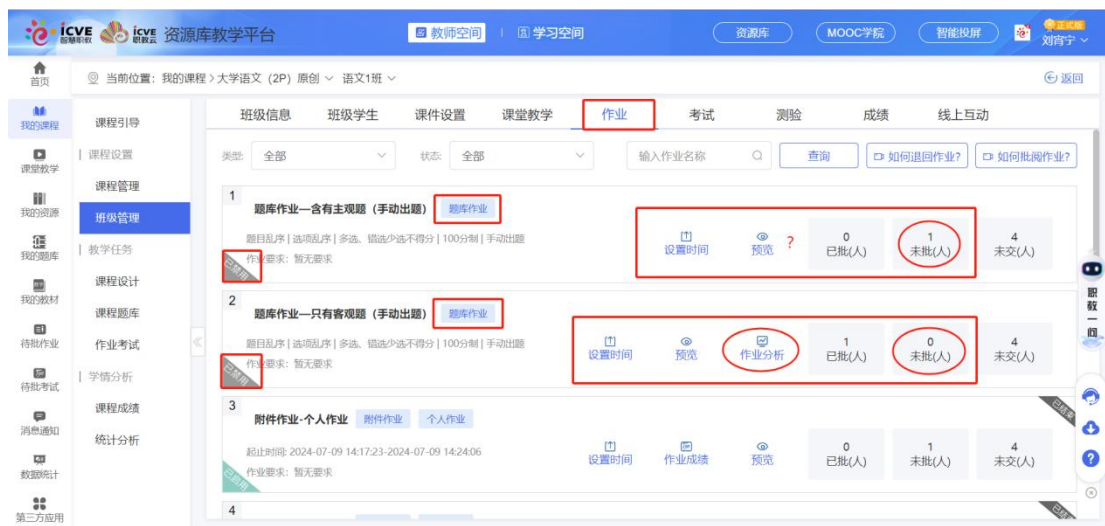 icve 智慧职教 icve 职教云 资源库教学平台 教师空间 学习空间 资源库 MOOC学院 智能投屏 正式版 刘宵宁
首页
当前位置：我的课程 > 大学语文（2P）原创 语文1班 返回
我的课程
课堂教学
我的资源
我的题库
我的教材
待批作业
待批考试
消息通知
数据统计
第三方应用
课程引导
课程设置
课程管理
班级管理
教学任务
课程设计
课程题库
作业考试
学情分析
课程成绩
统计分析
班级信息 班级学生 课件设置 课堂教学 作业 考试 测验 成绩 线上互动
类型: 全部 状态: 全部 输入作业名称 查询 如何退回作业? 如何批阅作业?
1
题库作业—含有主观题（手动出题） 题库作业
题目乱序 | 选项乱序 | 多选、错选少选不得分 | 100分制 | 手动出题
作业要求：暂无要求
已禁用
设置时间 预览 ? 0 已批(人) 1 未批(人) 4 未交(人)
2
题库作业—只有客观题（手动出题） 题库作业
题目乱序 | 选项乱序 | 多选、错选少选不得分 | 100分制 | 手动出题
作业要求：暂无要求
已禁用
设置时间 预览 作业分析 1 已批(人) 0 未批(人) 4 未交(人)
3
附件作业-个人作业 附件作业 个人作业
已结束
起止时间: 2024-07-09 14:17:23-2024-07-09 14:24:06
作业要求：暂无要求
已启用
设置时间 作业成绩 预览 0 已批(人) 1 未批(人) 4 未交(人)
4
职教一问